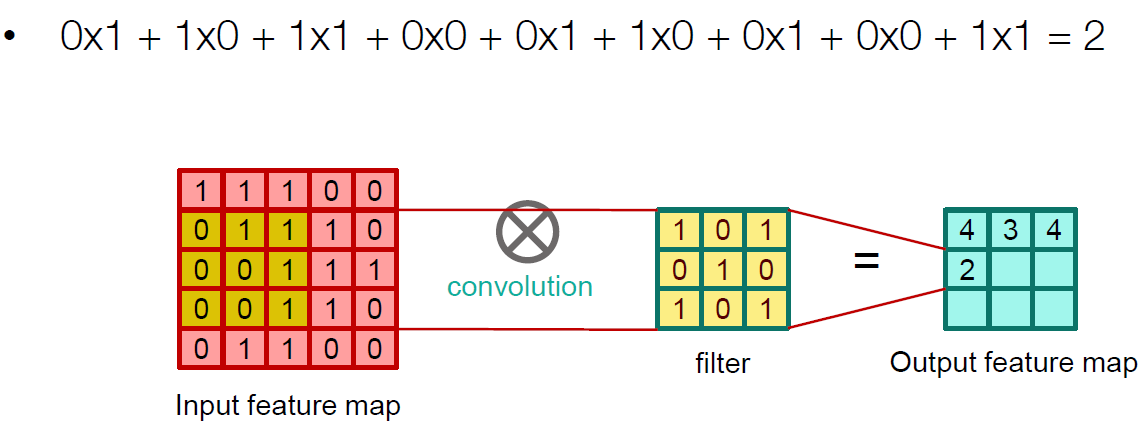 • 0x1 + 1x0 + 1x1 + 0x0 + 0x1 + 1x0 + 0x1 + 0x0 + 1x1 = 2
1 1 1 0 0
0 1 1 1 0
0 0 1 1 1
0 0 1 1 0
0 1 1 0 0
Input feature map
convolution
1 0 1
0 1 0
1 0 1
filter
=
4 3 4
2
Output feature map